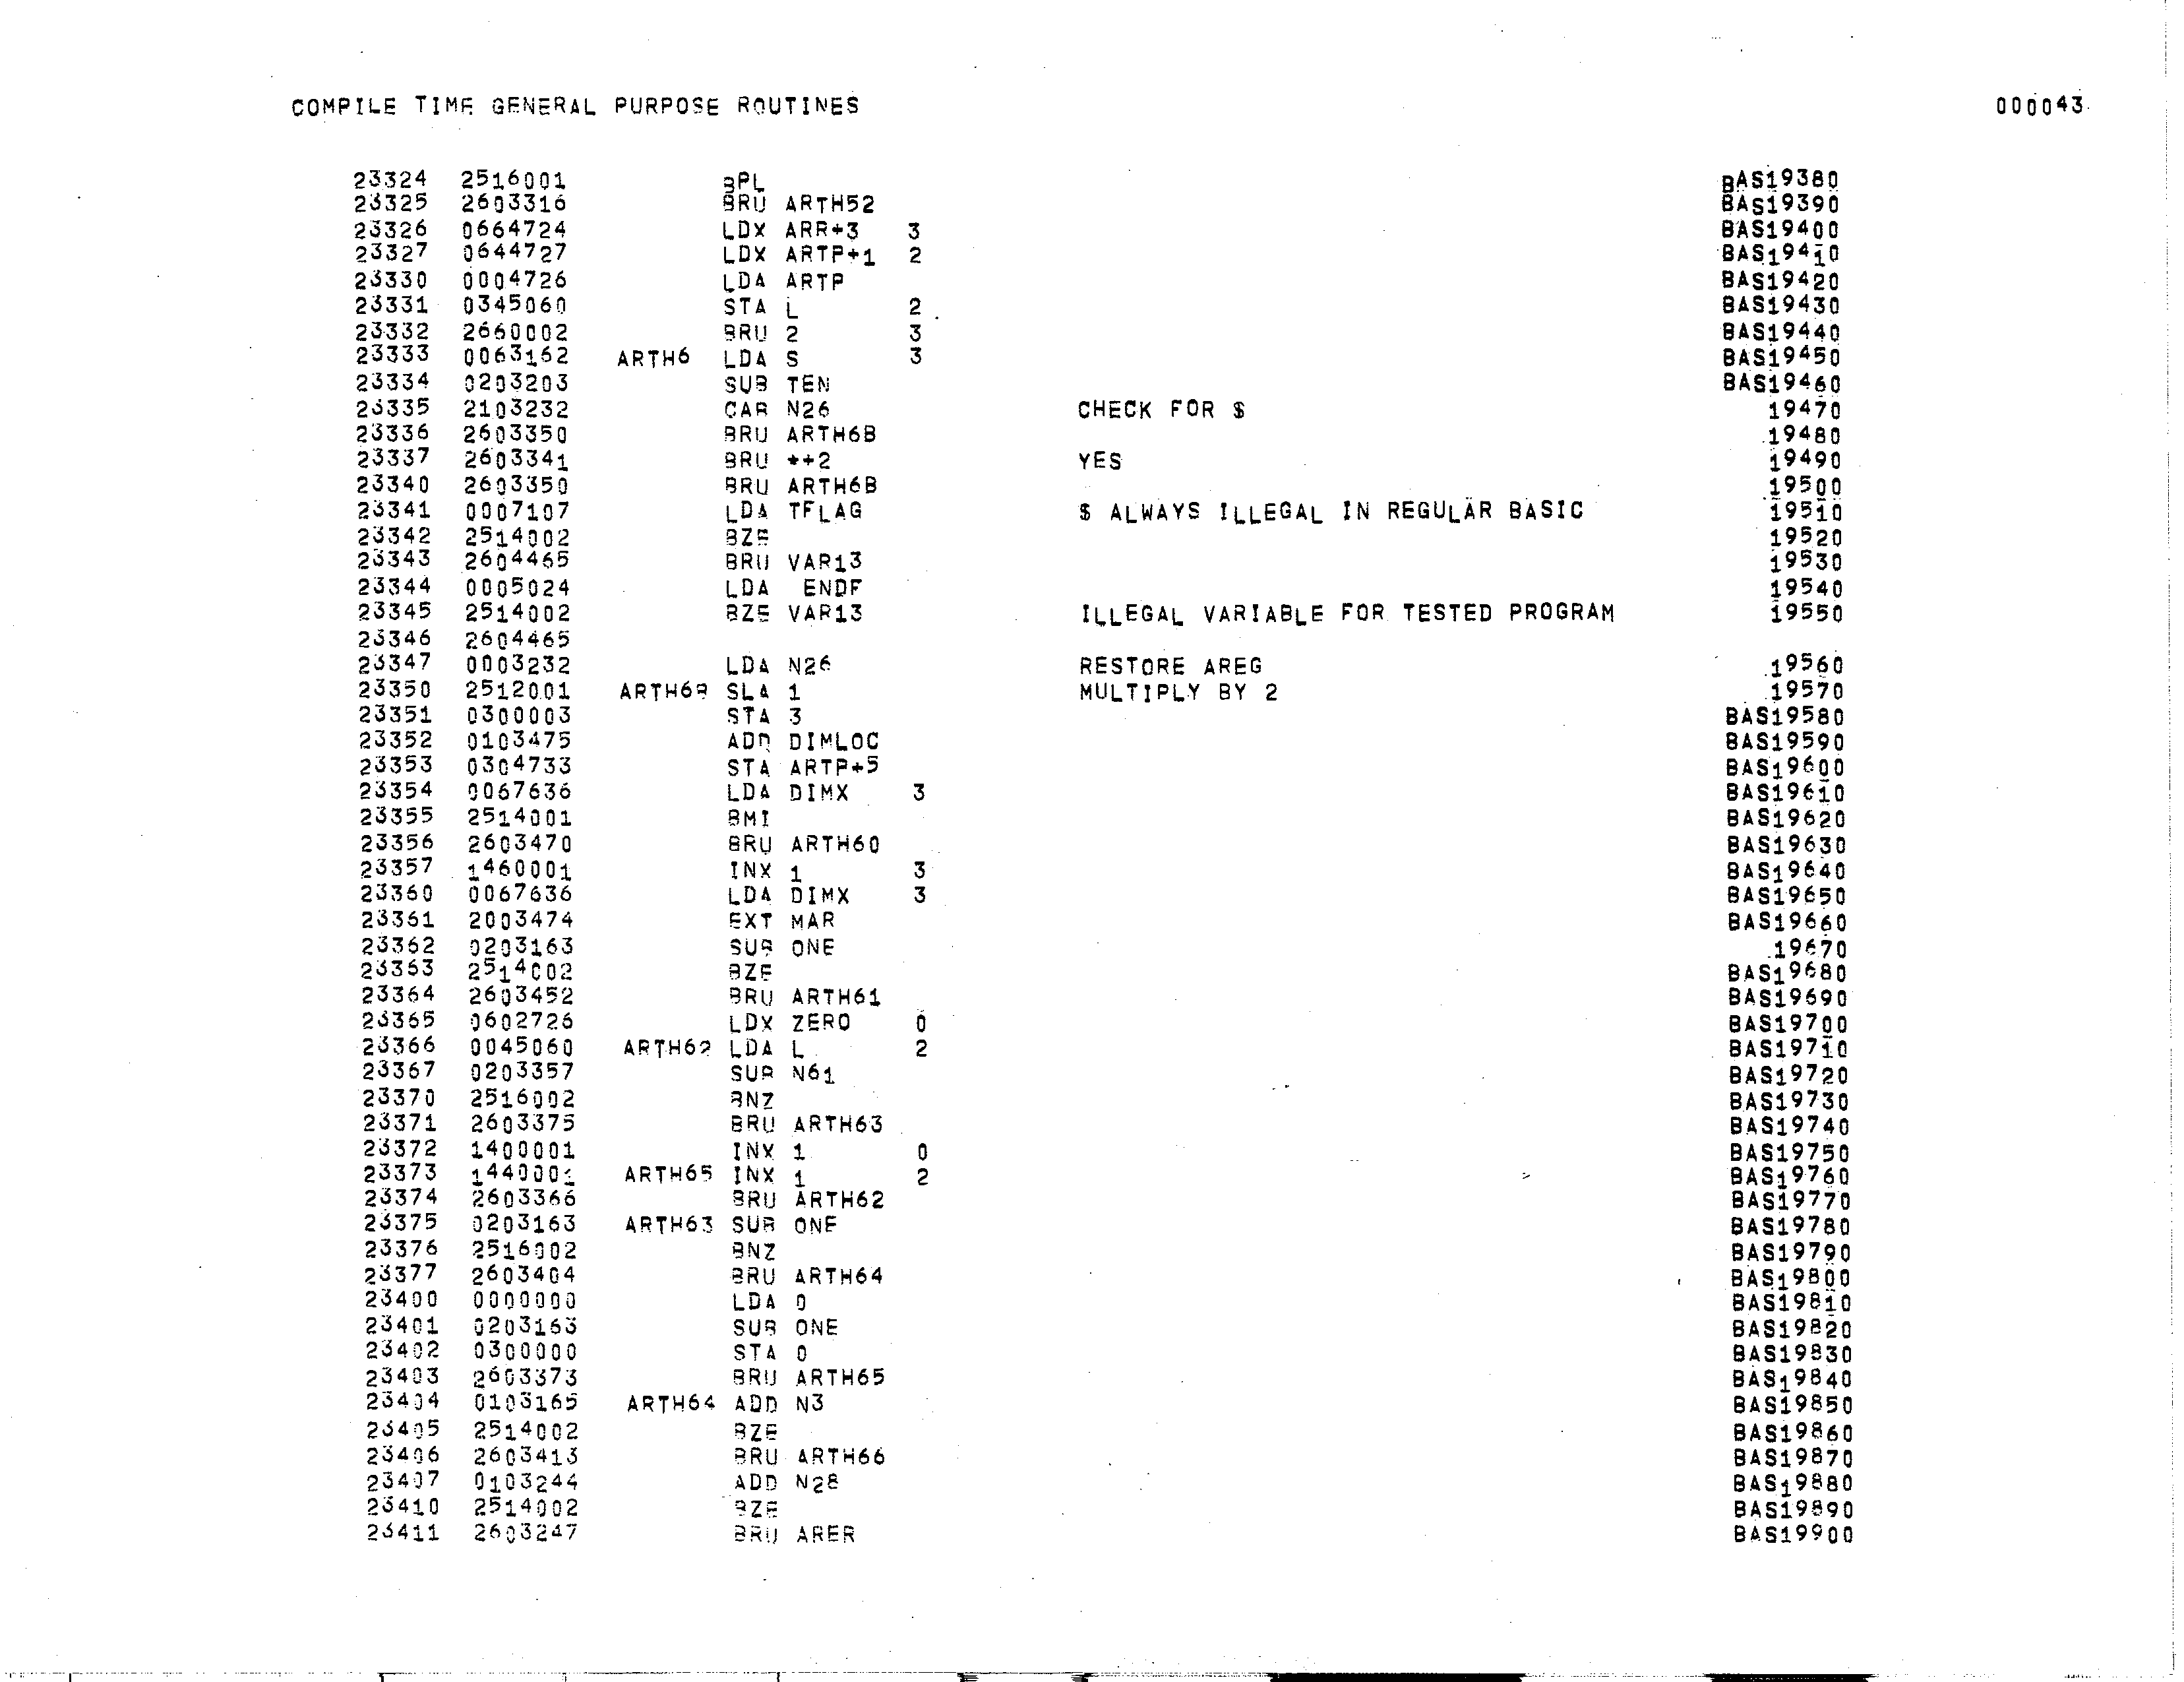 COMPILE TIME GENERAL PURPOSE ROUTINES 000043
23324 2516001 BPL BAS19380
23325 2603316 BRU ARTH52 BAS19390
23326 0664724 LDX ARR+3 3 BAS19400
23327 0644727 LDX ARTP+1 2 BAS19410
23330 0004726 LDA ARTP BAS19420
23331 0345060 STA L 2 BAS19430
23332 2660002 BRU 2 3 BAS19440
23333 0063162 ARTH6 LDA S 3 BAS19450
23334 0203203 SUB TEN BAS19460
23335 2103232 CAB N26 CHECK FOR $ 19470
23336 2603350 BRU ARTH6B 19480
23337 2603341 BRU *+2 YES 19490
23340 2603350 BRU ARTH6B 19500
23341 0007107 LDA TFLAG $ ALWAYS ILLEGAL IN REGULAR BASIC 19510
23342 2514002 BZE 19520
23343 2604465 BRU VAR13 19530
23344 0005024 LDA ENDF 19540
23345 2514002 BZE VAR13 ILLEGAL VARIABLE FOR TESTED PROGRAM 19550
23346 2604465
23347 0003232 LDA N26 RESTORE AREG 19560
23350 2512001 ARTH6B SLA 1 MULTIPLY BY 2 19570
23351 0300003 STA 3 BAS19580
23352 0103475 ADD DIMLOC BAS19590
23353 0304733 STA ARTP+5 BAS19600
23354 0067636 LDA DIMX 3 BAS19610
23355 2514001 BMI BAS19620
23356 2603470 BRU ARTH60 BAS19630
23357 1460001 INX 1 3 BAS19640
23360 0067636 LDA DIMX 3 BAS19650
23361 2003474 EXT MAR BAS19660
23362 0203163 SUB ONE 19670
23363 2514002 BZE BAS19680
23364 2603452 BRU ARTH61 BAS19690
23365 0602726 LDX ZERO 0 BAS19700
23366 0045060 ARTH62 LDA L 2 BAS19710
23367 0203357 SUB N61 BAS19720
23370 2516002 BNZ BAS19730
23371 2603375 BRU ARTH63 BAS19740
23372 1400001 INX 1 0 BAS19750
23373 1440001 ARTH65 INX 1 2 BAS19760
23374 2603366 BRU ARTH62 BAS19770
23375 0203163 ARTH63 SUB ONE BAS19780
23376 2516002 BNZ BAS19790
23377 2603404 BRU ARTH64 BAS19800
23400 0000000 LDA 0 BAS19810
23401 0203163 SUB ONE BAS19820
23402 0300000 STA 0 BAS19830
23403 2603373 BRU ARTH65 BAS19840
23404 0103165 ARTH64 ADD N3 BAS19850
23405 2514002 BZE BAS19860
23406 2603413 BRU ARTH66 BAS19870
23407 0103244 ADD N28 BAS19880
23410 2514002 BZE BAS19890
23411 2603247 BRU ARER BAS19900